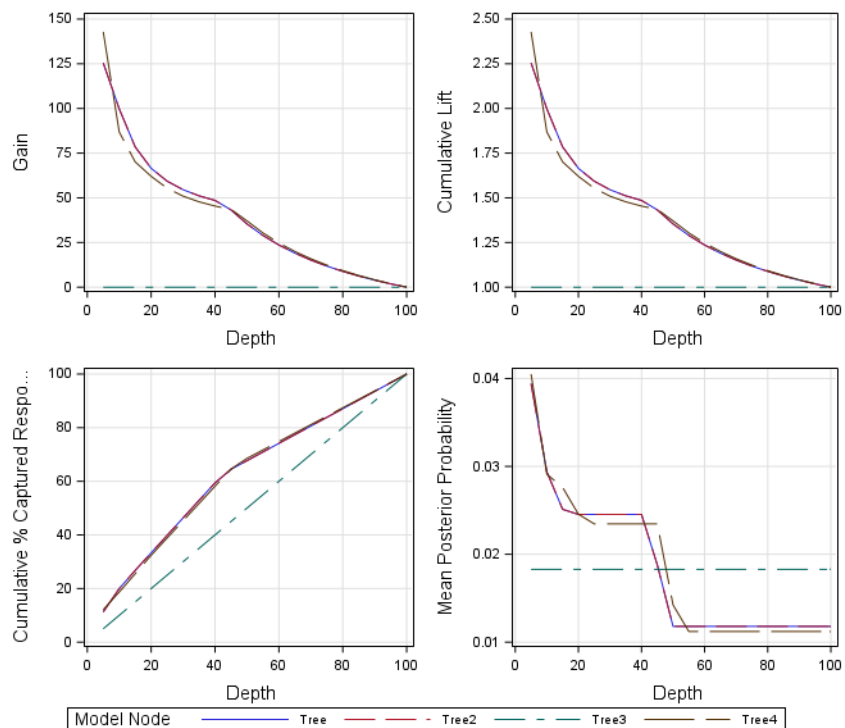 150
125
100
75
50
25
0
Gain
0 20 40 60 80 100
Depth
2.50
2.25
2.00
1.75
1.50
1.25
1.00
Cumulative Lift
0 20 40 60 80 100
Depth
100
80
60
40
20
0
Cumulative % Captured Respo...
0 20 40 60 80 100
Depth
0.04
0.03
0.02
0.01
Mean Posterior Probability
0 20 40 60 80 100
Depth
Model Node Tree Tree2 Tree3 Tree4